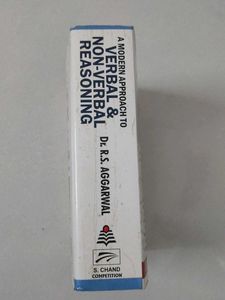 A MODERN APPROACH TO
VERBAL &
NON-VERBAL
REASONING
Dr. R.S. AGGARWAL
S. CHAND
COMPETITION